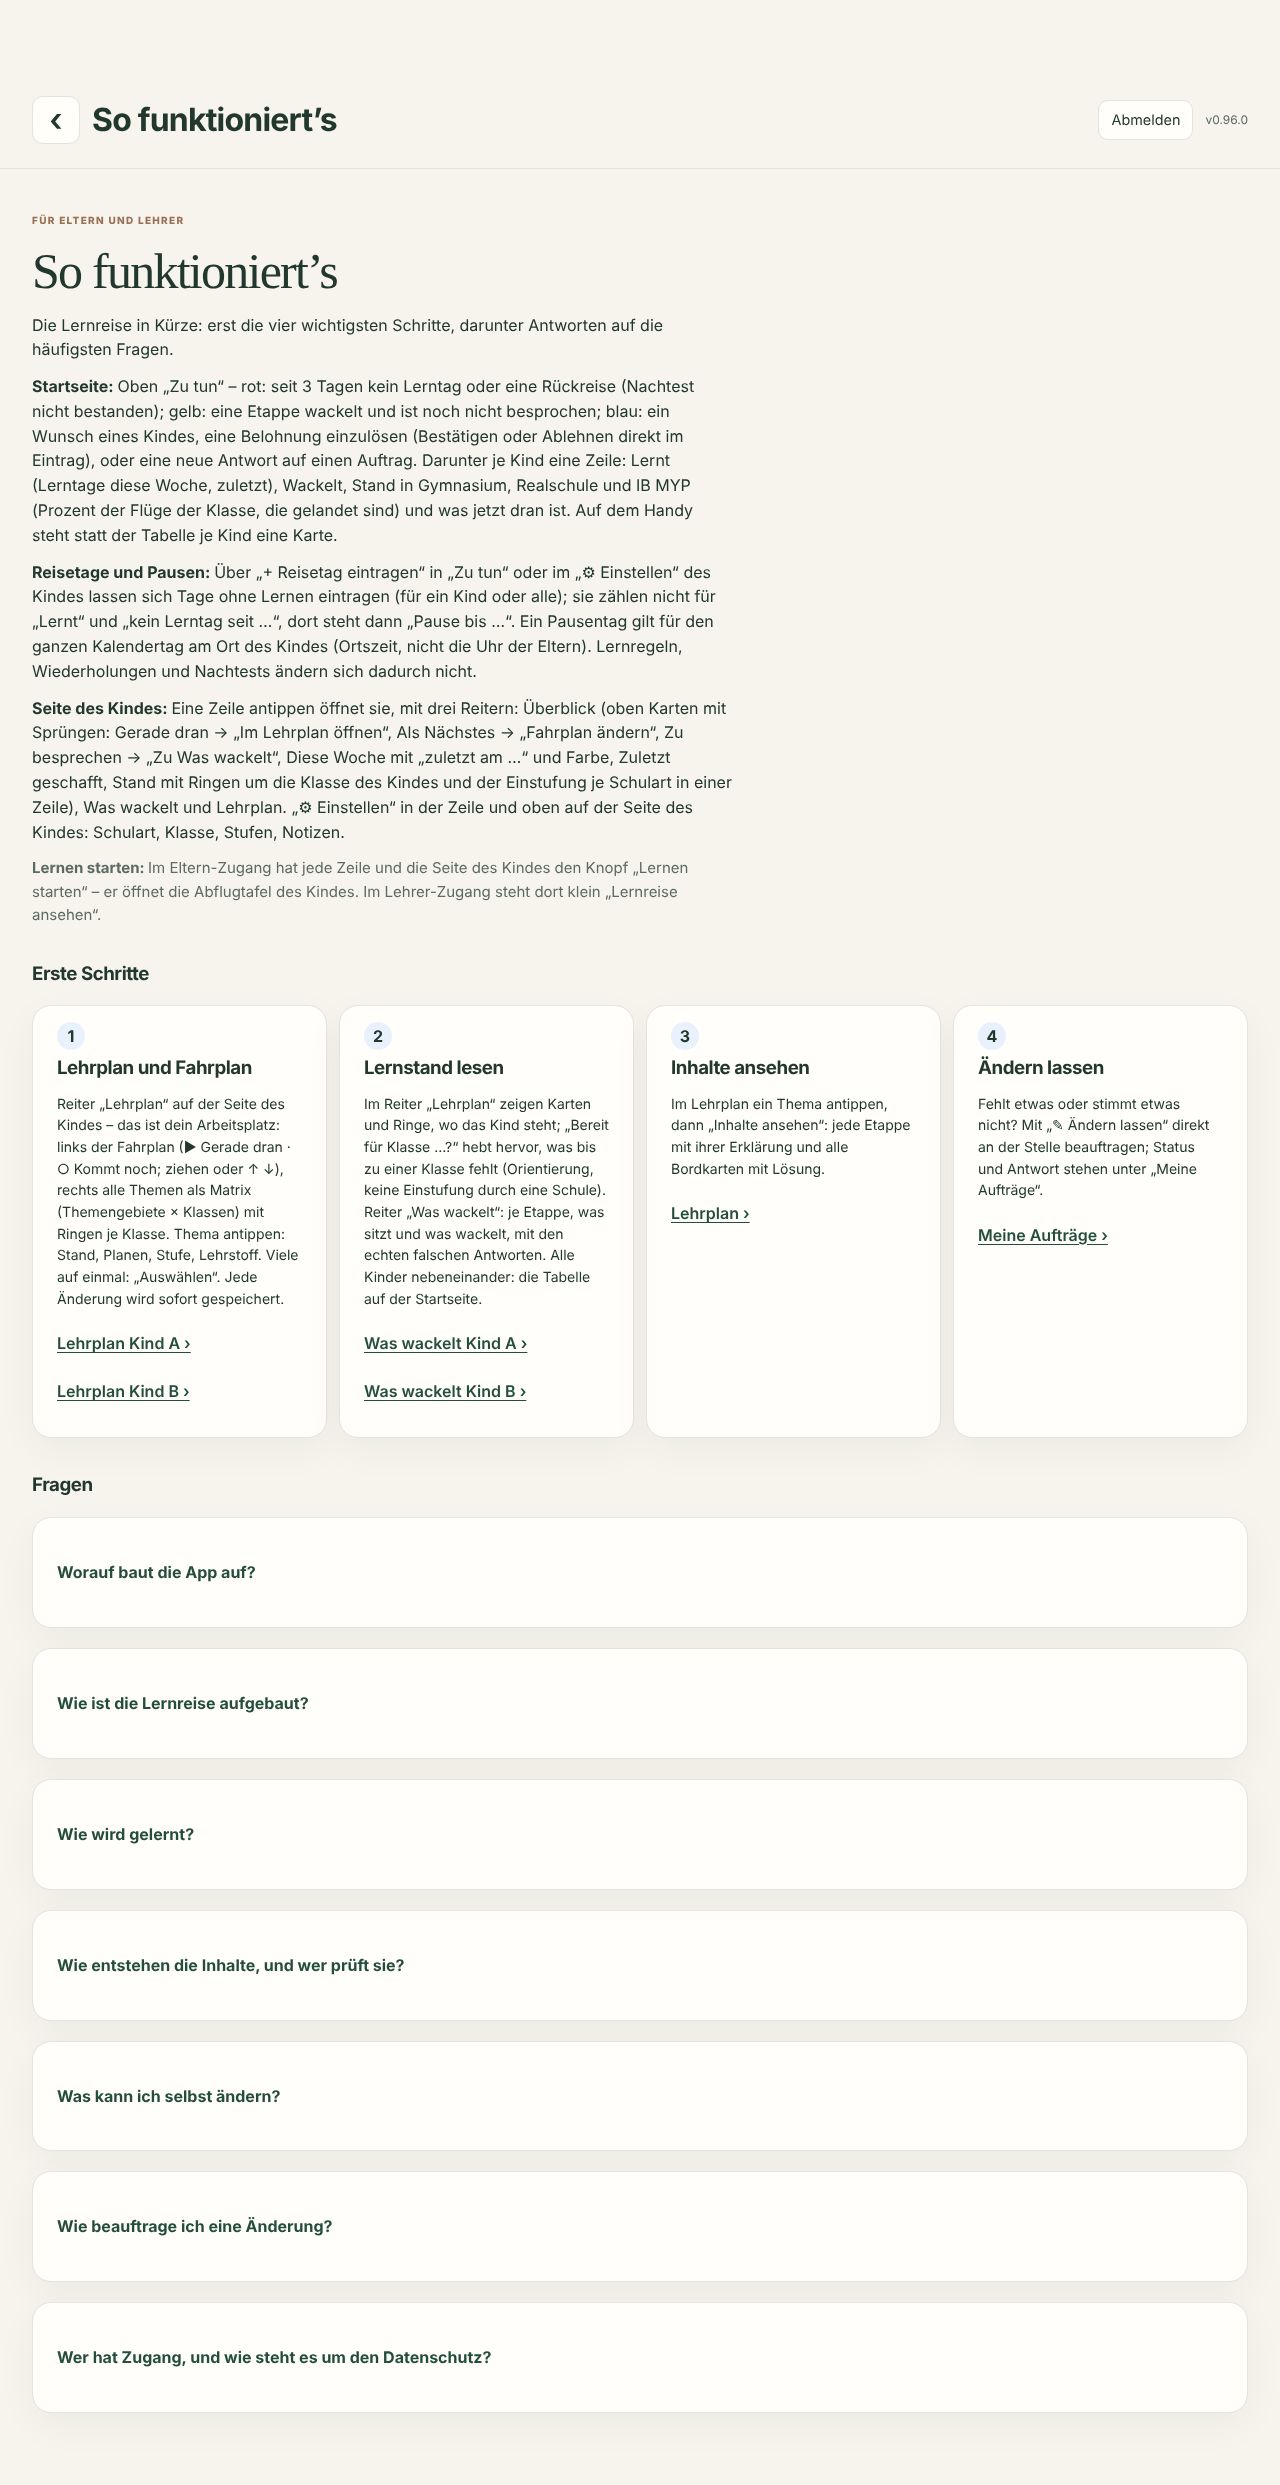 ‹ So funktioniert’s Abmelden v0.96.0
FÜR ELTERN UND LEHRER
So funktioniert’s
Die Lernreise in Kürze: erst die vier wichtigsten Schritte, darunter Antworten auf die
häufigsten Fragen.
Startseite: Oben „Zu tun“ – rot: seit 3 Tagen kein Lerntag oder eine Rückreise (Nachtest
nicht bestanden); gelb: eine Etappe wackelt und ist noch nicht besprochen; blau: ein
Wunsch eines Kindes, eine Belohnung einzulösen (Bestätigen oder Ablehnen direkt im
Eintrag), oder eine neue Antwort auf einen Auftrag. Darunter je Kind eine Zeile: Lernt
(Lerntage diese Woche, zuletzt), Wackelt, Stand in Gymnasium, Realschule und IB MYP
(Prozent der Flüge der Klasse, die gelandet sind) und was jetzt dran ist. Auf dem Handy
steht statt der Tabelle je Kind eine Karte.
Reisetage und Pausen: Über „+ Reisetag eintragen“ in „Zu tun“ oder im „⚙ Einstellen“ des
Kindes lassen sich Tage ohne Lernen eintragen (für ein Kind oder alle); sie zählen nicht für
„Lernt“ und „kein Lerntag seit …“, dort steht dann „Pause bis …“. Ein Pausentag gilt für den
ganzen Kalendertag am Ort des Kindes (Ortszeit, nicht die Uhr der Eltern). Lernregeln,
Wiederholungen und Nachtests ändern sich dadurch nicht.
Seite des Kindes: Eine Zeile antippen öffnet sie, mit drei Reitern: Überblick (oben Karten mit
Sprüngen: Gerade dran → „Im Lehrplan öffnen“, Als Nächstes → „Fahrplan ändern“, Zu
besprechen → „Zu Was wackelt“, Diese Woche mit „zuletzt am …“ und Farbe, Zuletzt
geschafft, Stand mit Ringen um die Klasse des Kindes und der Einstufung je Schulart in einer
Zeile), Was wackelt und Lehrplan. „⚙ Einstellen“ in der Zeile und oben auf der Seite des
Kindes: Schulart, Klasse, Stufen, Notizen.
Lernen starten: Im Eltern-Zugang hat jede Zeile und die Seite des Kindes den Knopf „Lernen
starten“ – er öffnet die Abflugtafel des Kindes. Im Lehrer-Zugang steht dort klein „Lernreise
ansehen“.
Erste Schritte
1
Lehrplan und Fahrplan
Reiter „Lehrplan“ auf der Seite des
Kindes – das ist dein Arbeitsplatz:
links der Fahrplan (▶ Gerade dran ·
○ Kommt noch; ziehen oder ↑ ↓),
rechts alle Themen als Matrix
(Themengebiete × Klassen) mit
Ringen je Klasse. Thema antippen:
Stand, Planen, Stufe, Lehrstoff. Viele
auf einmal: „Auswählen“. Jede
Änderung wird sofort gespeichert.
Lehrplan Kind A ›
Lehrplan Kind B ›
2
Lernstand lesen
Im Reiter „Lehrplan“ zeigen Karten
und Ringe, wo das Kind steht; „Bereit
für Klasse …?“ hebt hervor, was bis
zu einer Klasse fehlt (Orientierung,
keine Einstufung durch eine Schule).
Reiter „Was wackelt“: je Etappe, was
sitzt und was wackelt, mit den
echten falschen Antworten. Alle
Kinder nebeneinander: die Tabelle
auf der Startseite.
Was wackelt Kind A ›
Was wackelt Kind B ›
3
Inhalte ansehen
Im Lehrplan ein Thema antippen,
dann „Inhalte ansehen“: jede Etappe
mit ihrer Erklärung und alle
Bordkarten mit Lösung.
Lehrplan ›
4
Ändern lassen
Fehlt etwas oder stimmt etwas
nicht? Mit „✎ Ändern lassen“ direkt
an der Stelle beauftragen; Status
und Antwort stehen unter „Meine
Aufträge“.
Meine Aufträge ›
Fragen
Worauf baut die App auf?
Wie ist die Lernreise aufgebaut?
Wie wird gelernt?
Wie entstehen die Inhalte, und wer prüft sie?
Was kann ich selbst ändern?
Wie beauftrage ich eine Änderung?
Wer hat Zugang, und wie steht es um den Datenschutz?